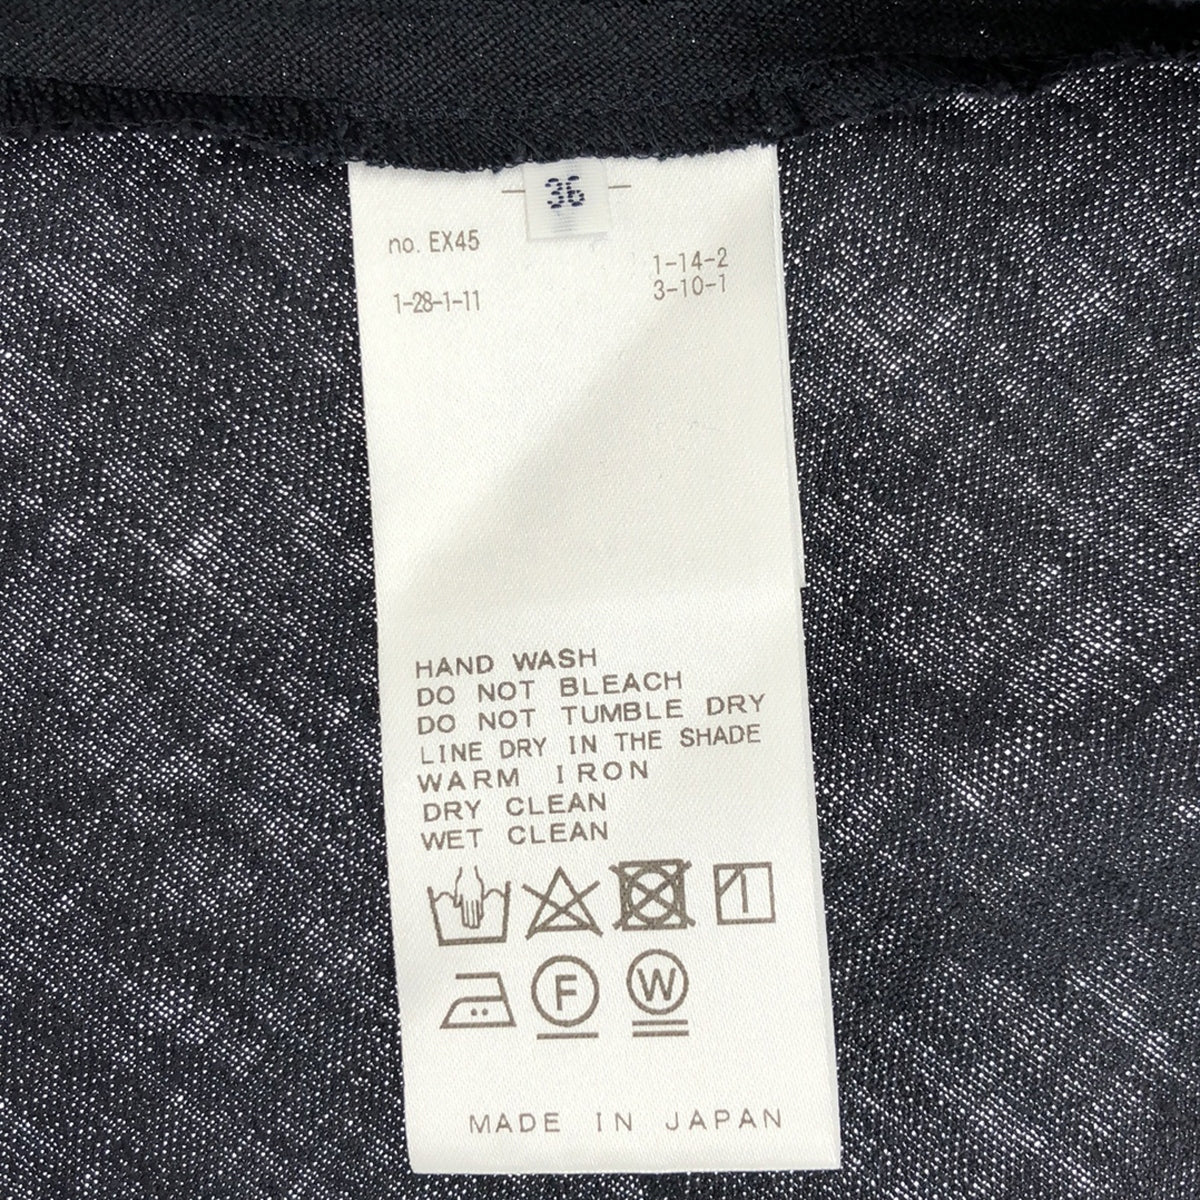 36
no. EX45
1-14-2
1-28-1-11
3-10-1
HAND WASH
DO NOT BLEACH
DO NOT TUMBLE DRY
LINE DRY IN THE SHADE
WARM IRON
DRY CLEAN
WET CLEAN
F W
MADE IN JAPAN